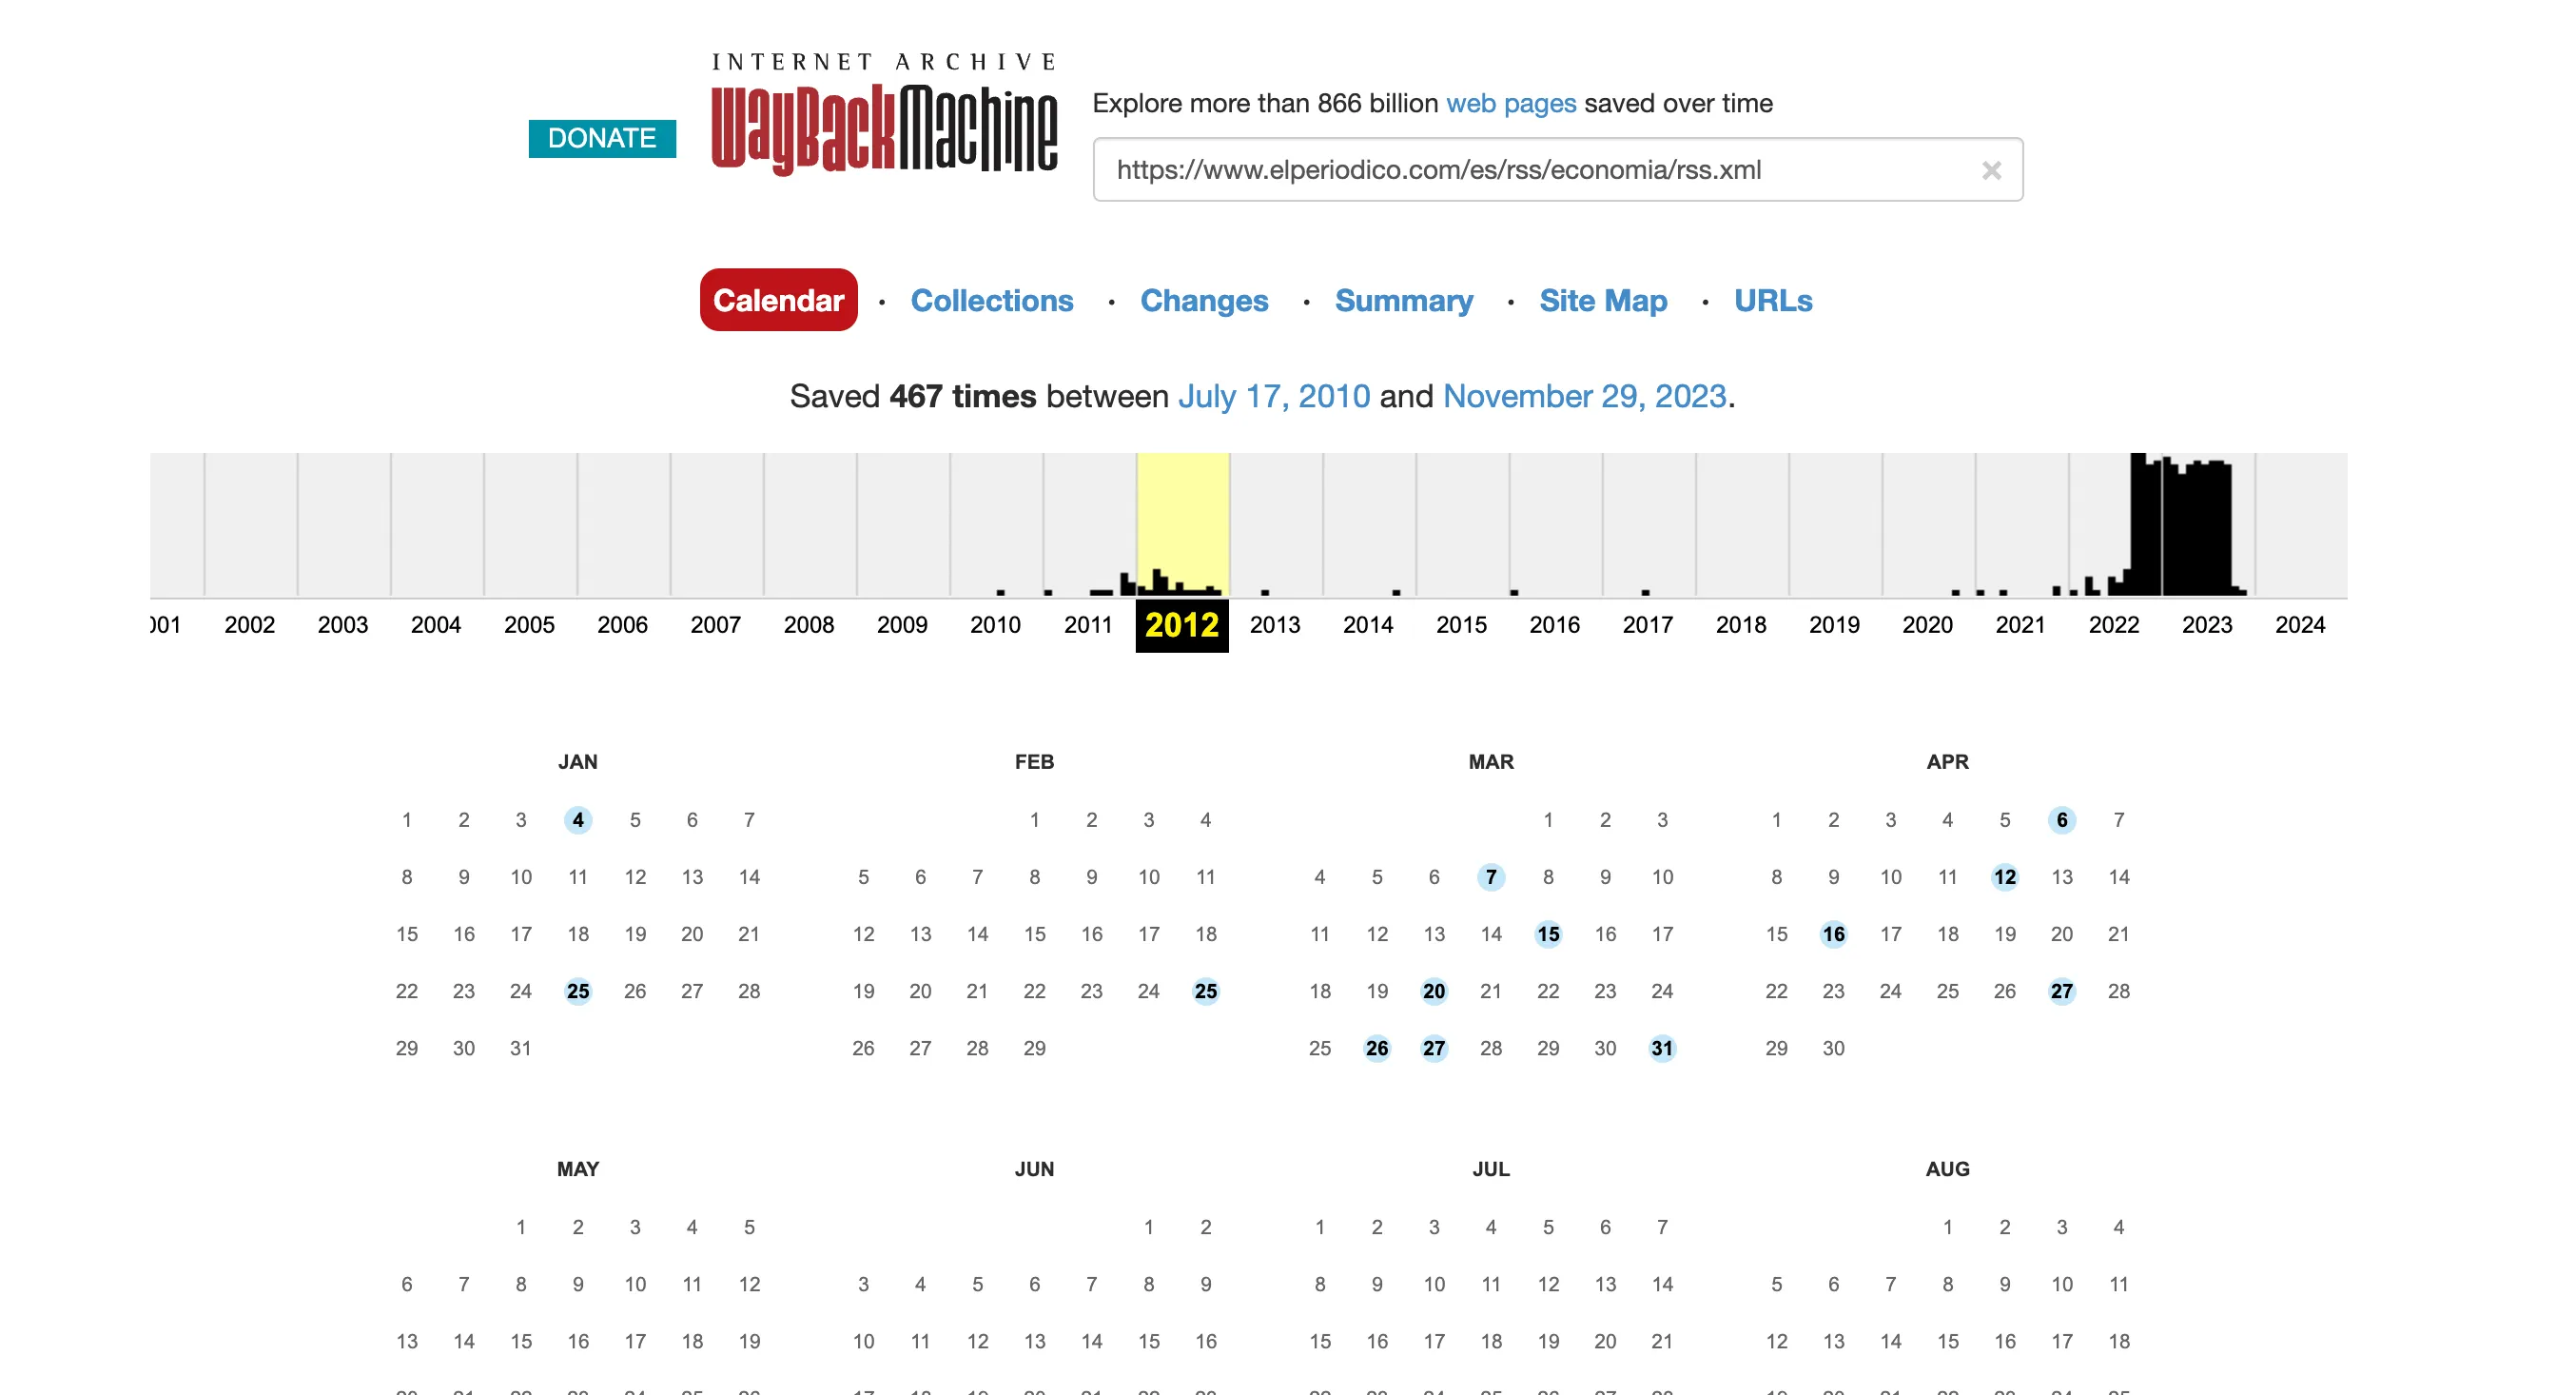 INTERNET ARCHIVE
WayBackMachine
DONATE
Explore more than 866 billion web pages saved over time
https://www.elperiodico.com/es/rss/economia/rss.xml ×
Calendar · Collections · Changes · Summary · Site Map · URLs
Saved 467 times between July 17, 2010 and November 29, 2023.
001 2002 2003 2004 2005 2006 2007 2008 2009 2010 2011 2012 2013 2014 2015 2016 2017 2018 2019 2020 2021 2022 2023 2024
JAN
1 2 3 4 5 6 7
8 9 10 11 12 13 14
15 16 17 18 19 20 21
22 23 24 25 26 27 28
29 30 31
FEB
1 2 3 4
5 6 7 8 9 10 11
12 13 14 15 16 17 18
19 20 21 22 23 24 25
26 27 28 29
MAR
1 2 3
4 5 6 7 8 9 10
11 12 13 14 15 16 17
18 19 20 21 22 23 24
25 26 27 28 29 30 31
APR
1 2 3 4 5 6 7
8 9 10 11 12 13 14
15 16 17 18 19 20 21
22 23 24 25 26 27 28
29 30
MAY
1 2 3 4 5
6 7 8 9 10 11 12
13 14 15 16 17 18 19
JUN
1 2
3 4 5 6 7 8 9
10 11 12 13 14 15 16
JUL
1 2 3 4 5 6 7
8 9 10 11 12 13 14
15 16 17 18 19 20 21
AUG
1 2 3 4
5 6 7 8 9 10 11
12 13 14 15 16 17 18